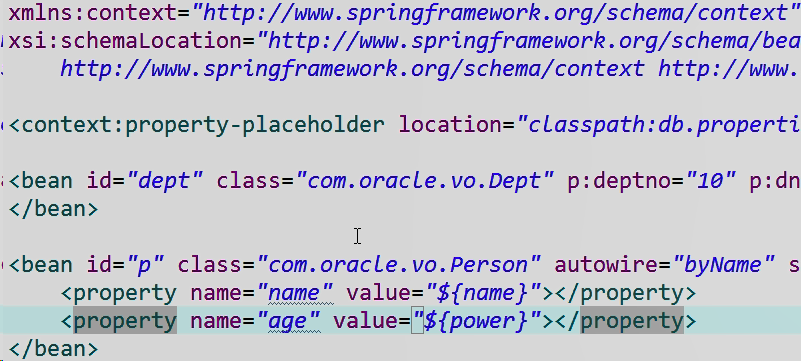 xmlns:context="http://www.springframework.org/schema/context"
xsi:schemaLocation="http://www.springframework.org/schema/bea
http://www.springframework.org/schema/context http://www.
<context:property-placeholder location="classpath:db.properti
<bean id="dept" class="com.oracle.vo.Dept" p:deptno="10" p:dn
</bean>
<bean id="p" class="com.oracle.vo.Person" autowire="byName" s
<property name="name" value="${name}"></property>
<property name="age" value="${power}"></property>
</bean>